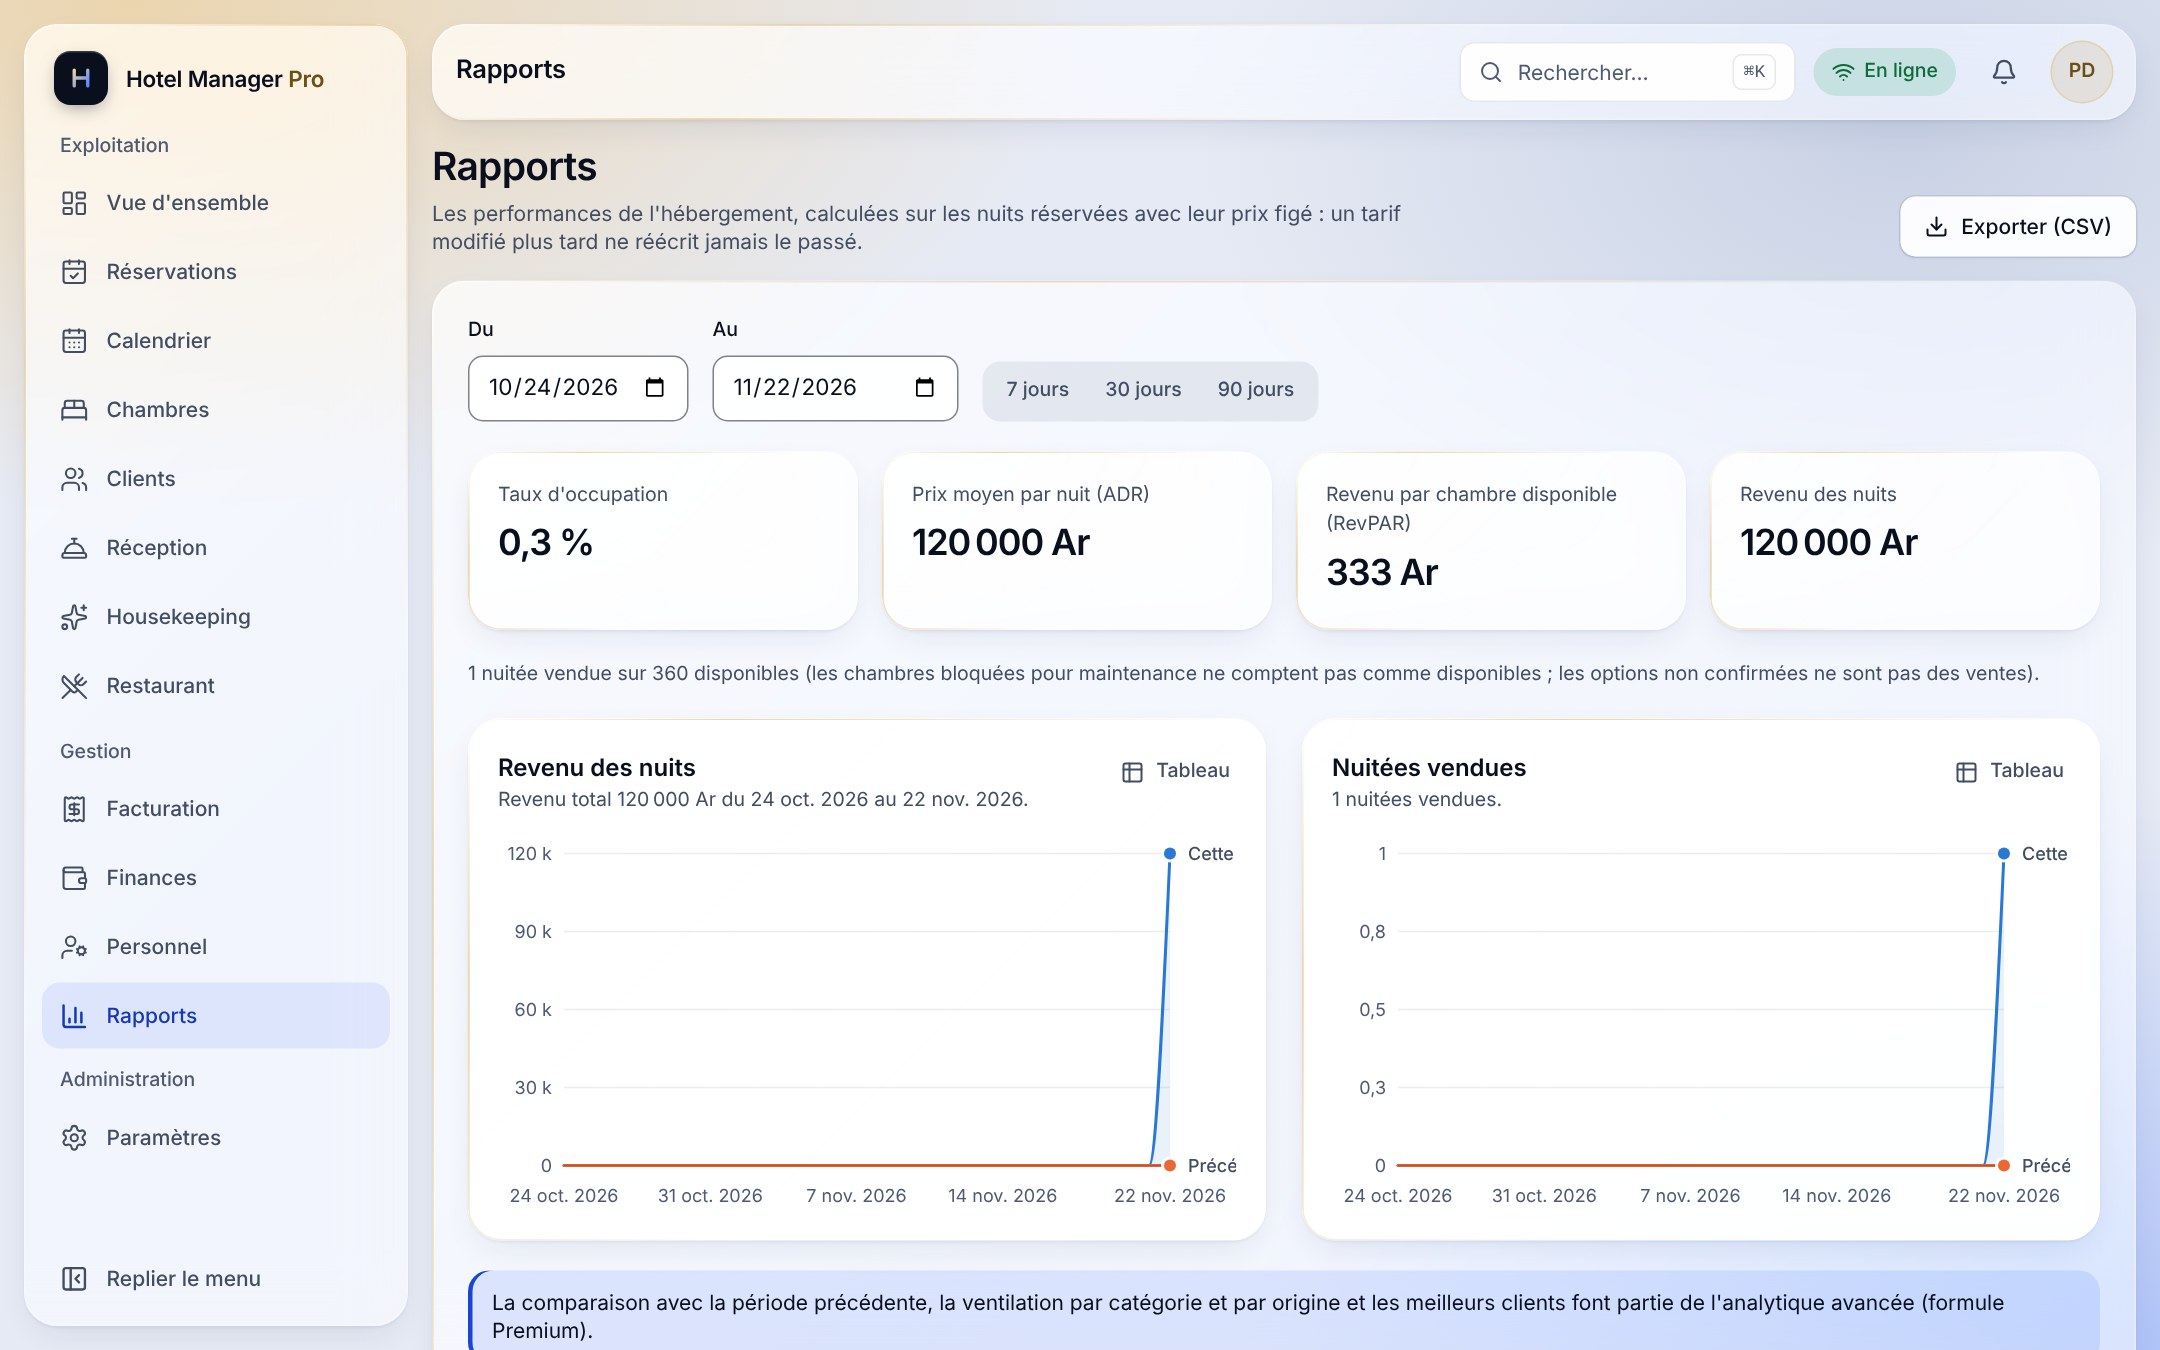 H
Hotel Manager Pro
Exploitation
Vue d'ensemble
Réservations
Calendrier
Chambres
Clients
Réception
Housekeeping
Restaurant
Gestion
Facturation
Finances
Personnel
Rapports
Administration
Paramètres
Replier le menu
Rapports
Rechercher...
⌘K
En ligne
PD
Rapports
Les performances de l'hébergement, calculées sur les nuits réservées avec leur prix figé : un tarif
modifié plus tard ne réécrit jamais le passé.
Exporter (CSV)
Du
Au
10/24/2026
11/22/2026
7 jours
30 jours
90 jours
Taux d'occupation
0,3 %
Prix moyen par nuit (ADR)
120 000 Ar
Revenu par chambre disponible
(RevPAR)
333 Ar
Revenu des nuits
120 000 Ar
1 nuitée vendue sur 360 disponibles (les chambres bloquées pour maintenance ne comptent pas comme disponibles ; les options non confirmées ne sont pas des ventes).
Revenu des nuits
Tableau
Revenu total 120 000 Ar du 24 oct. 2026 au 22 nov. 2026.
120 k
90 k
60 k
30 k
0
Cette
Précé
24 oct. 2026
31 oct. 2026
7 nov. 2026
14 nov. 2026
22 nov. 2026
Nuitées vendues
Tableau
1 nuitées vendues.
1
0,8
0,5
0,3
0
Cette
Précé
24 oct. 2026
31 oct. 2026
7 nov. 2026
14 nov. 2026
22 nov. 2026
La comparaison avec la période précédente, la ventilation par catégorie et par origine et les meilleurs clients font partie de l'analytique avancée (formule
Premium).